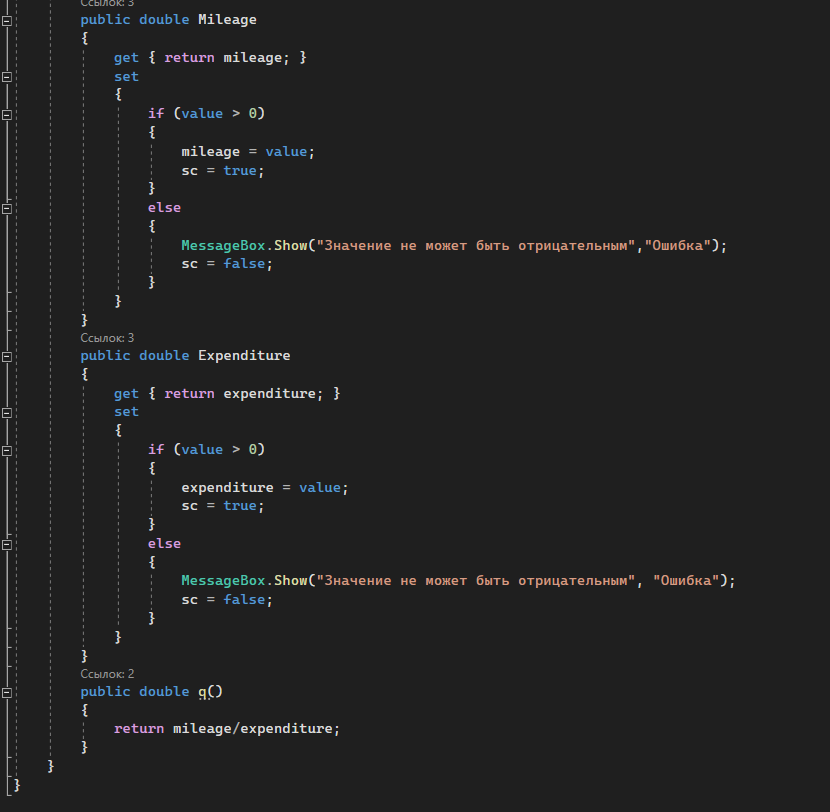 Ссылок: 3
public double Mileage
{
get { return mileage; }
set
{
if (value > 0)
{
mileage = value;
sc = true;
}
else
{
MessageBox.Show("Значение не может быть отрицательным","Ошибка");
sc = false;
}
}
}
Ссылок: 3
public double Expenditure
{
get { return expenditure; }
set
{
if (value > 0)
{
expenditure = value;
sc = true;
}
else
{
MessageBox.Show("Значение не может быть отрицательным", "Ошибка");
sc = false;
}
}
}
Ссылок: 2
public double q()
{
return mileage/expenditure;
}
}
}